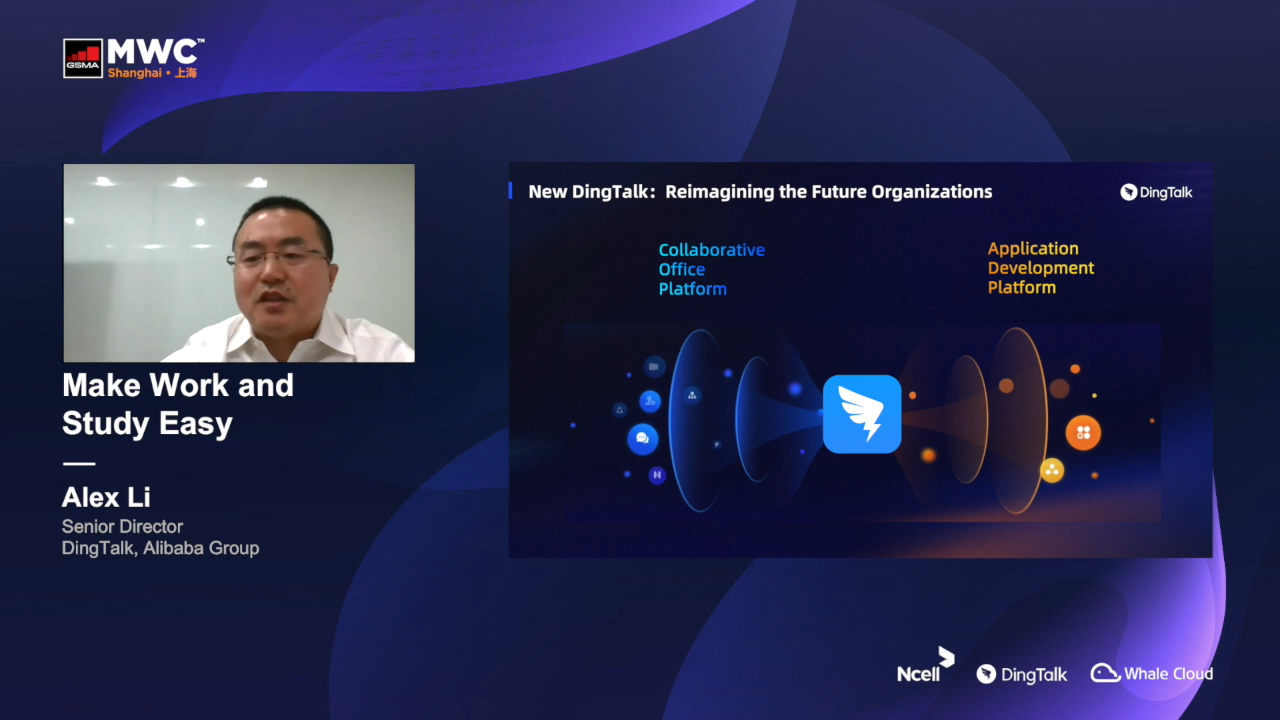 GSMA
MWC™
Shanghai • 上海
New DingTalk: Reimagining the Future Organizations
DingTalk
Collaborative
Office
Platform
Application
Development
Platform
Make Work and
Study Easy
Alex Li
Senior Director
DingTalk, Alibaba Group
Ncell
DingTalk
Whale Cloud